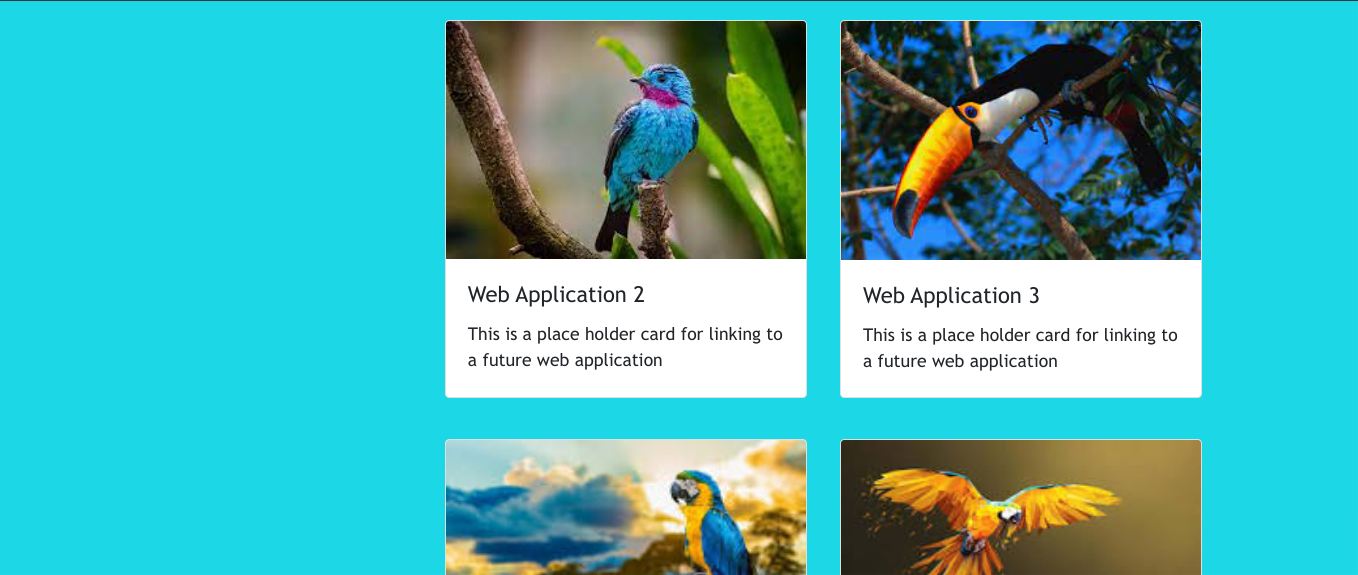 Web Application 2
This is a place holder card for linking to
a future web application
Web Application 3
This is a place holder card for linking to
a future web application